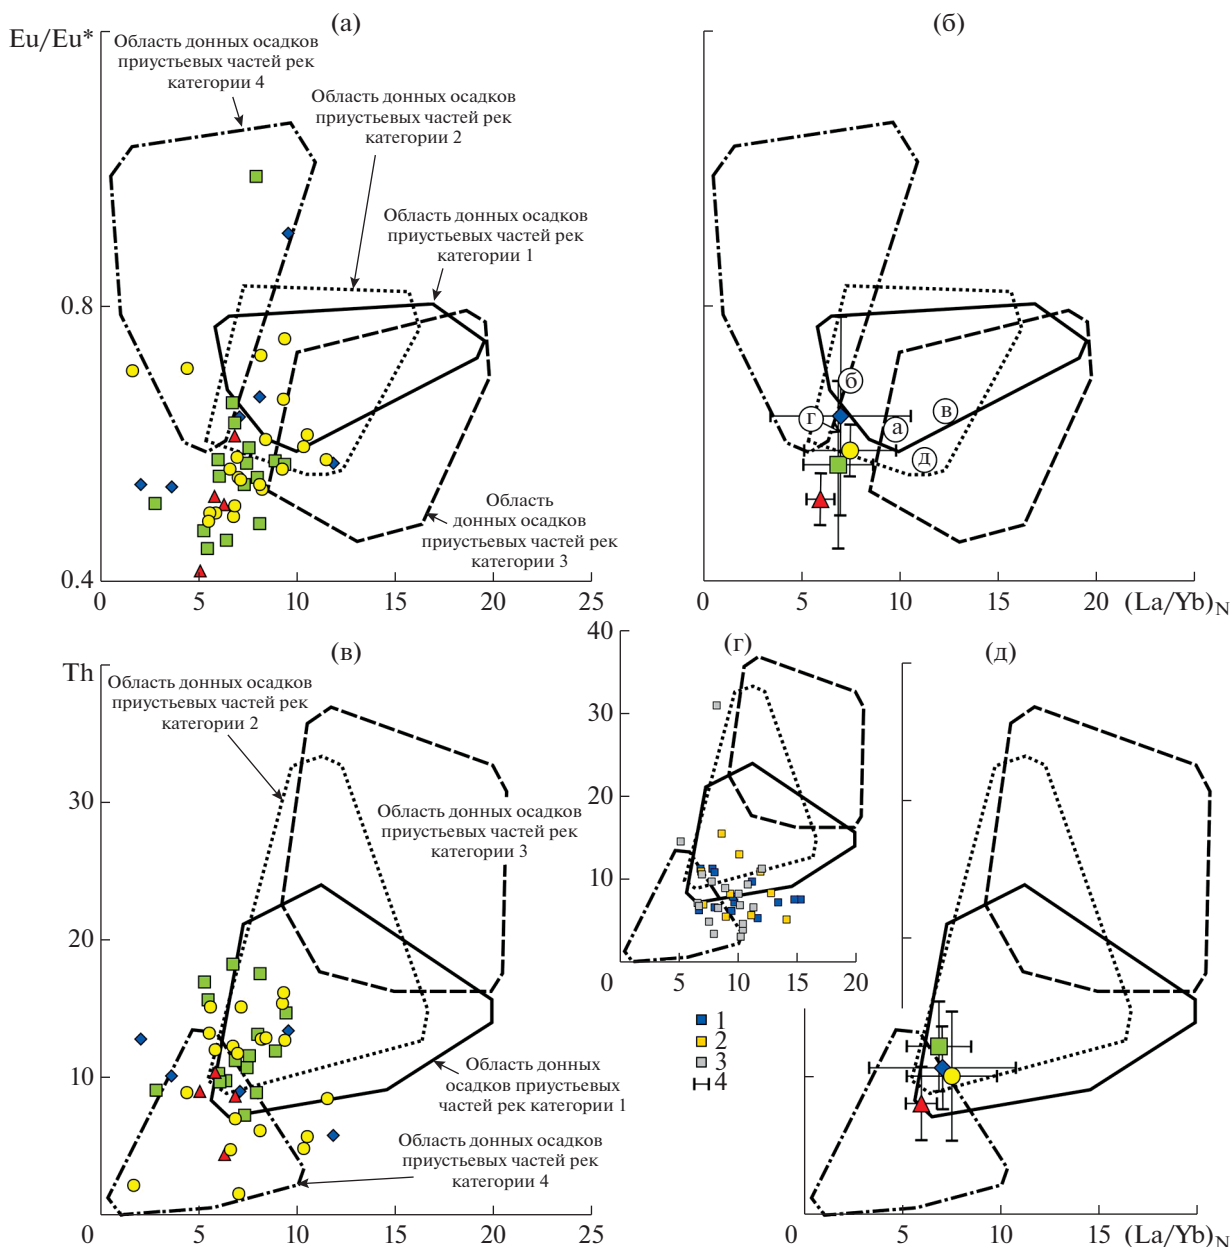 (а)
Eu/Eu*
Область донных осадков
приустьевых частей рек
категории 4
Область донных осадков
приустьевых частей рек
категории 2
Область донных осадков
приустьевых частей рек
категории 1
0.8
Область
донных осадков
приустьевых частей рек
категории 3
0.4
0
5
10
15
20
25
(б)
б
г
а
в
д
0
5
10
15
20
(La/Yb)N
(в)
Th
Область донных осадков
приустьевых частей рек
категории 2
30
Область донных осадков
приустьевых частей рек
категории 3
20
10
Область донных
осадков приустьевых
частей рек категории 1
Область донных осадков
приустьевых частей рек
категории 4
0
0
5
10
15
20
25
(г)
40
30
20
10
0
5
10
15
20
1
2
3
4
(д)
0
5
10
15
(La/Yb)N